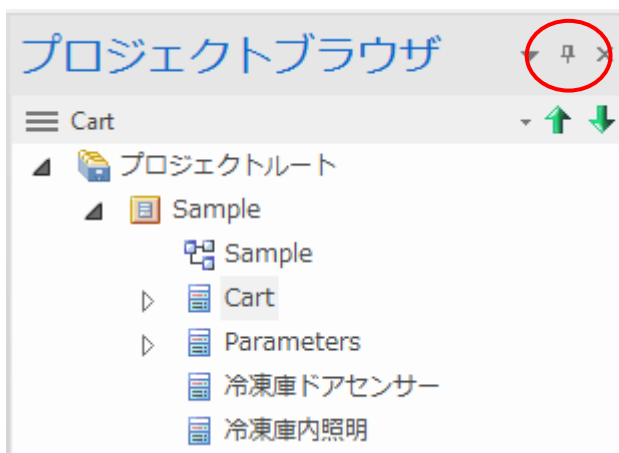 プロジェクトブラウザ
Cart
プロジェクトルート
Sample
Sample
Cart
Parameters
冷凍庫ドアセンサー
冷凍庫内照明